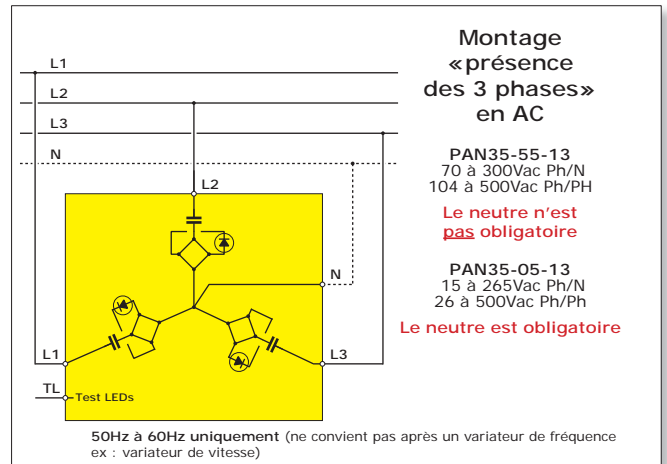 L1
L2
L3
N
L2
N
L1
L3
TL
Test LEDs
Montage
«présence
des 3 phases»
en AC
PAN35-55-13
70 à 300Vac Ph/N
104 à 500Vac Ph/PH
Le neutre n'est
pas obligatoire
PAN35-05-13
15 à 265Vac Ph/N
26 à 500Vac Ph/Ph
Le neutre est obligatoire
50Hz à 60Hz uniquement (ne convient pas après un variateur de fréquence
ex : variateur de vitesse)